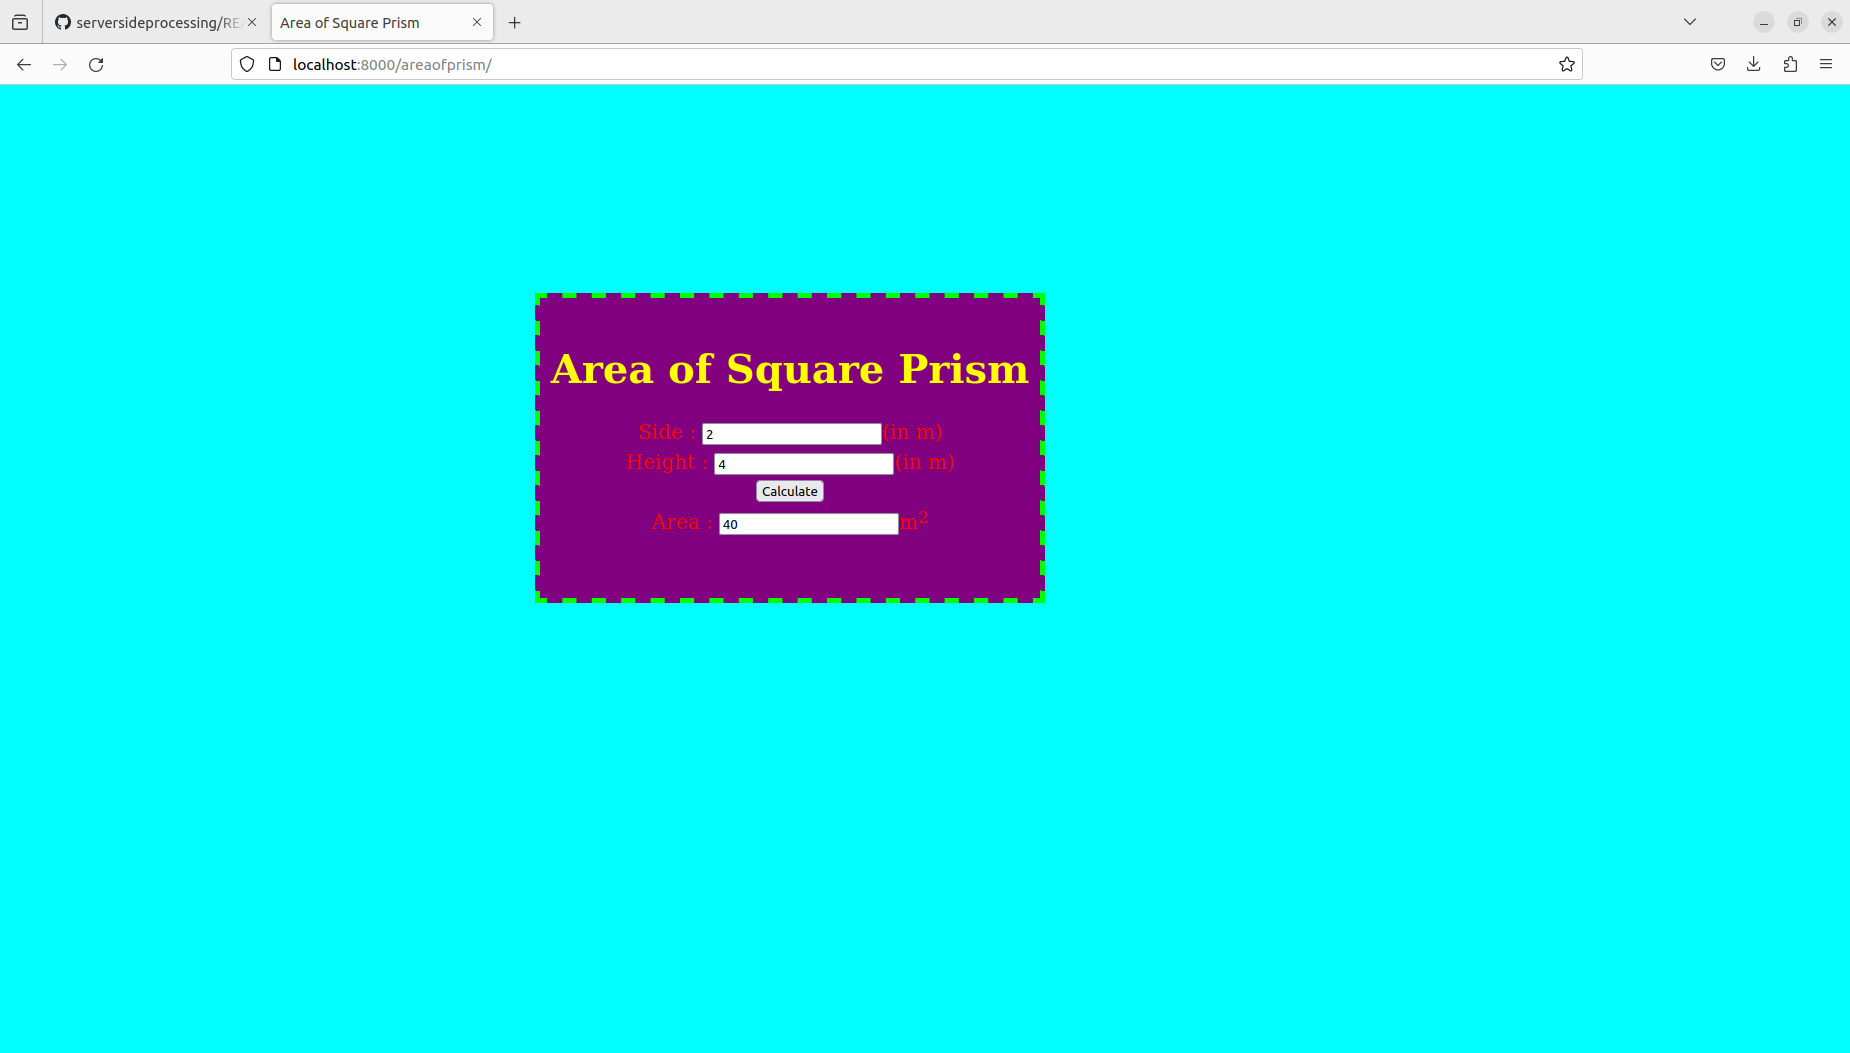 serversideprocessing/RE
Area of Square Prism
localhost:8000/areaofprism/
Area of Square Prism
Side : 2 (in m)
Height : 4 (in m)
Calculate
Area : 40 m²